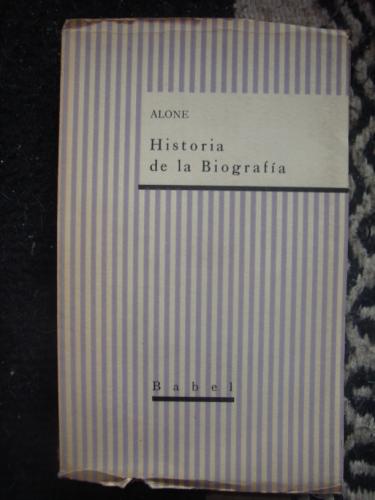 ALONE
Historia
de la Biografía
Babel